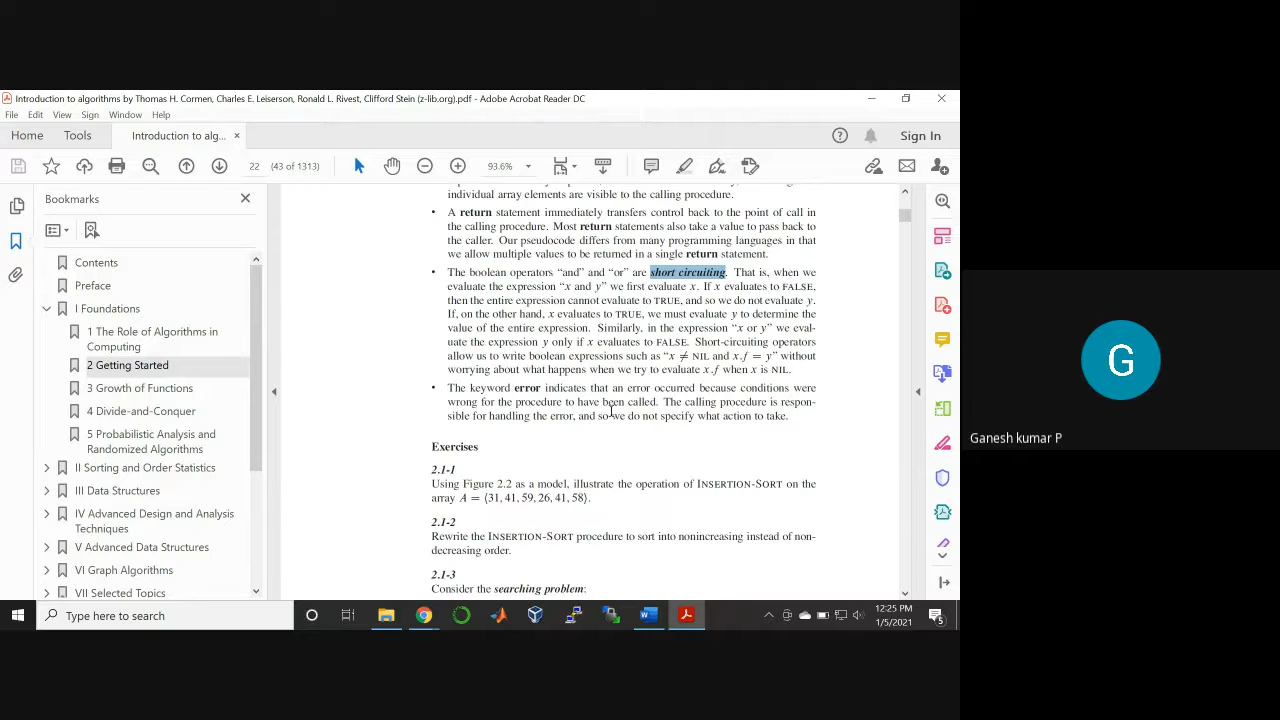 Introduction to algorithms by Thomas H. Cormen, Charles E. Leiserson, Ronald L. Rivest, Clifford Stein (z-lib.org).pdf - Adobe Acrobat Reader DC
File Edit View Sign Window Help
Home Tools Introduction to alg... × Sign In
22 (43 of 1313) 93.6%
Bookmarks
Contents
Preface
I Foundations
1 The Role of Algorithms in
Computing
2 Getting Started
3 Growth of Functions
4 Divide-and-Conquer
5 Probabilistic Analysis and
Randomized Algorithms
II Sorting and Order Statistics
III Data Structures
IV Advanced Design and Analysis
Techniques
V Advanced Data Structures
VI Graph Algorithms
VII Selected Topics
individual array elements are visible to the calling procedure.
• A return statement immediately transfers control back to the point of call in
the calling procedure. Most return statements also take a value to pass back to
the caller. Our pseudocode differs from many programming languages in that
we allow multiple values to be returned in a single return statement.
• The boolean operators “and” and “or” are short circuiting. That is, when we
evaluate the expression “x and y” we first evaluate x. If x evaluates to FALSE,
then the entire expression cannot evaluate to TRUE, and so we do not evaluate y.
If, on the other hand, x evaluates to TRUE, we must evaluate y to determine the
value of the entire expression. Similarly, in the expression “x or y” we eval-
uate the expression y only if x evaluates to FALSE. Short-circuiting operators
allow us to write boolean expressions such as “x ≠ NIL and x.f = y” without
worrying about what happens when we try to evaluate x.f when x is NIL.
• The keyword error indicates that an error occurred because conditions were
wrong for the procedure to have been called. The calling procedure is respon-
sible for handling the error, and so we do not specify what action to take.
Exercises
2.1-1
Using Figure 2.2 as a model, illustrate the operation of INSERTION-SORT on the
array A = ⟨31, 41, 59, 26, 41, 58⟩.
2.1-2
Rewrite the INSERTION-SORT procedure to sort into nonincreasing instead of non-
decreasing order.
2.1-3
Consider the searching problem:
G
Ganesh kumar P
Type here to search
12:25 PM
1/5/2021
5